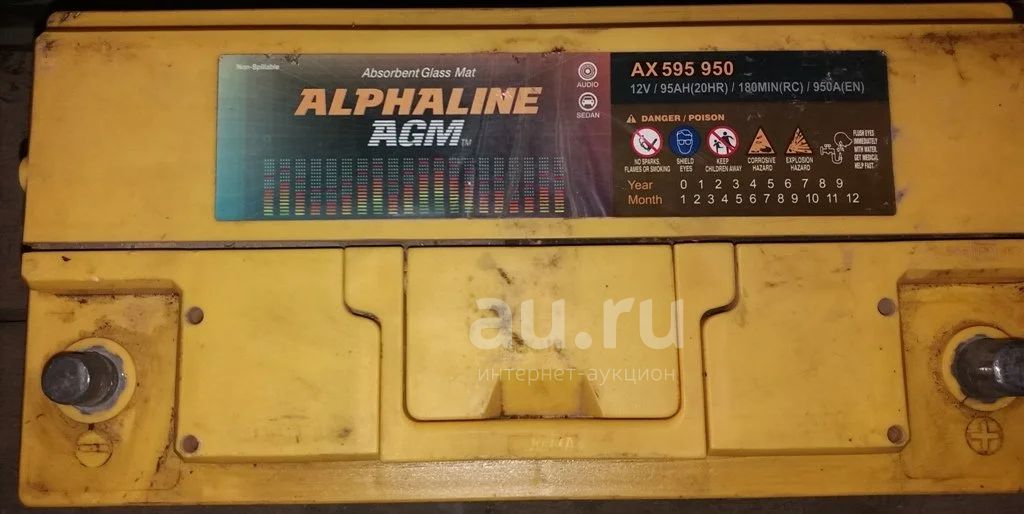 Non-Spillable
Absorbent Glass Mat
ALPHALINE
AGM™
AUDIO
SEDAN
AX 595 950
12V / 95AH(20HR) / 180MIN(RC) / 950A(EN)
DANGER / POISON
NO SPARKS, FLAMES OR SMOKING
SHIELD EYES
KEEP CHILDREN AWAY
CORROSIVE HAZARD
EXPLOSION HAZARD
FLUSH EYES
IMMEDIATELY
WITH WATER,
GET MEDICAL
HELP FAST.
Year 0 1 2 3 4 5 6 7 8 9
Month 1 2 3 4 5 6 7 8 9 10 11 12
au.ru
интернет-аукцион